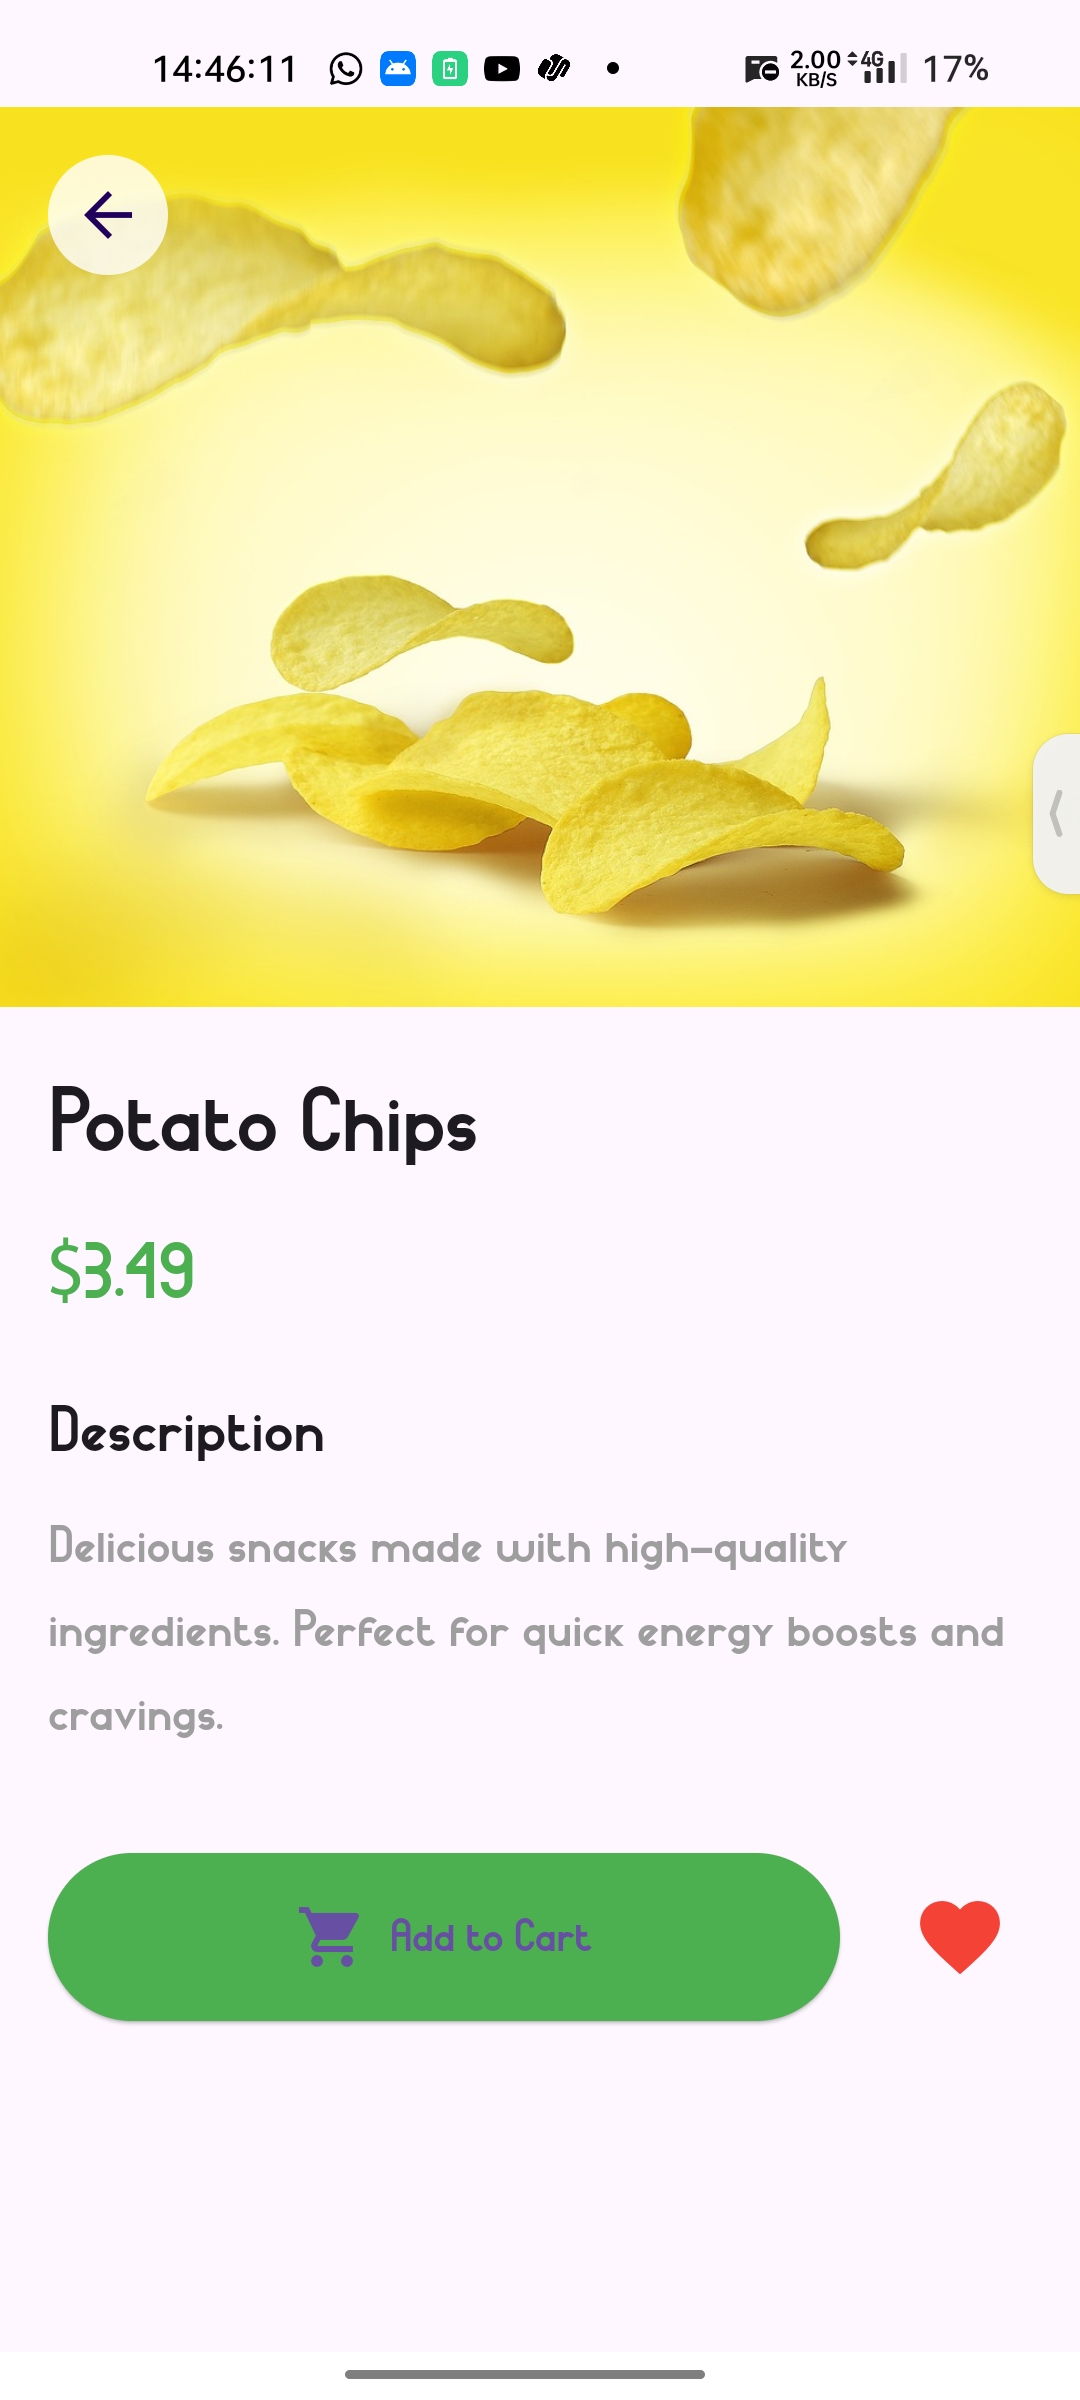 14:46:11
2.00 KB/S 4G 17%
Potato Chips
$3.49
Description
Delicious snacks made with high-quality
ingredients. Perfect for quick energy boosts and
cravings.
Add to Cart